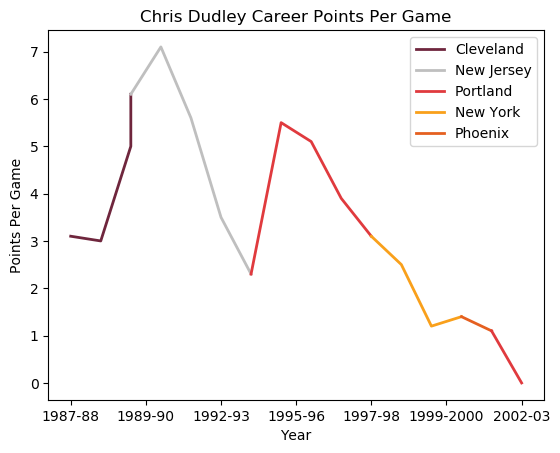 Chris Dudley Career Points Per Game
Cleveland
New Jersey
Portland
New York
Phoenix
Points Per Game
7
6
5
4
3
2
1
0
1987-88 1989-90 1992-93 1995-96 1997-98 1999-2000 2002-03
Year